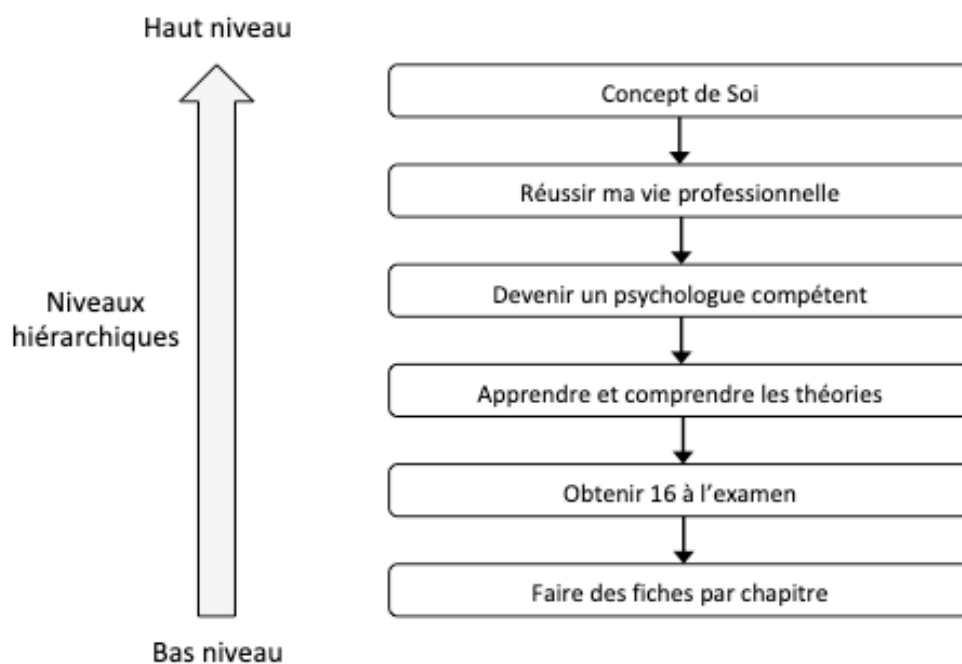 Haut niveau
Concept de Soi
Réussir ma vie professionnelle
Devenir un psychologue compétent
Niveaux
hiérarchiques
Apprendre et comprendre les théories
Obtenir 16 à l'examen
Faire des fiches par chapitre
Bas niveau